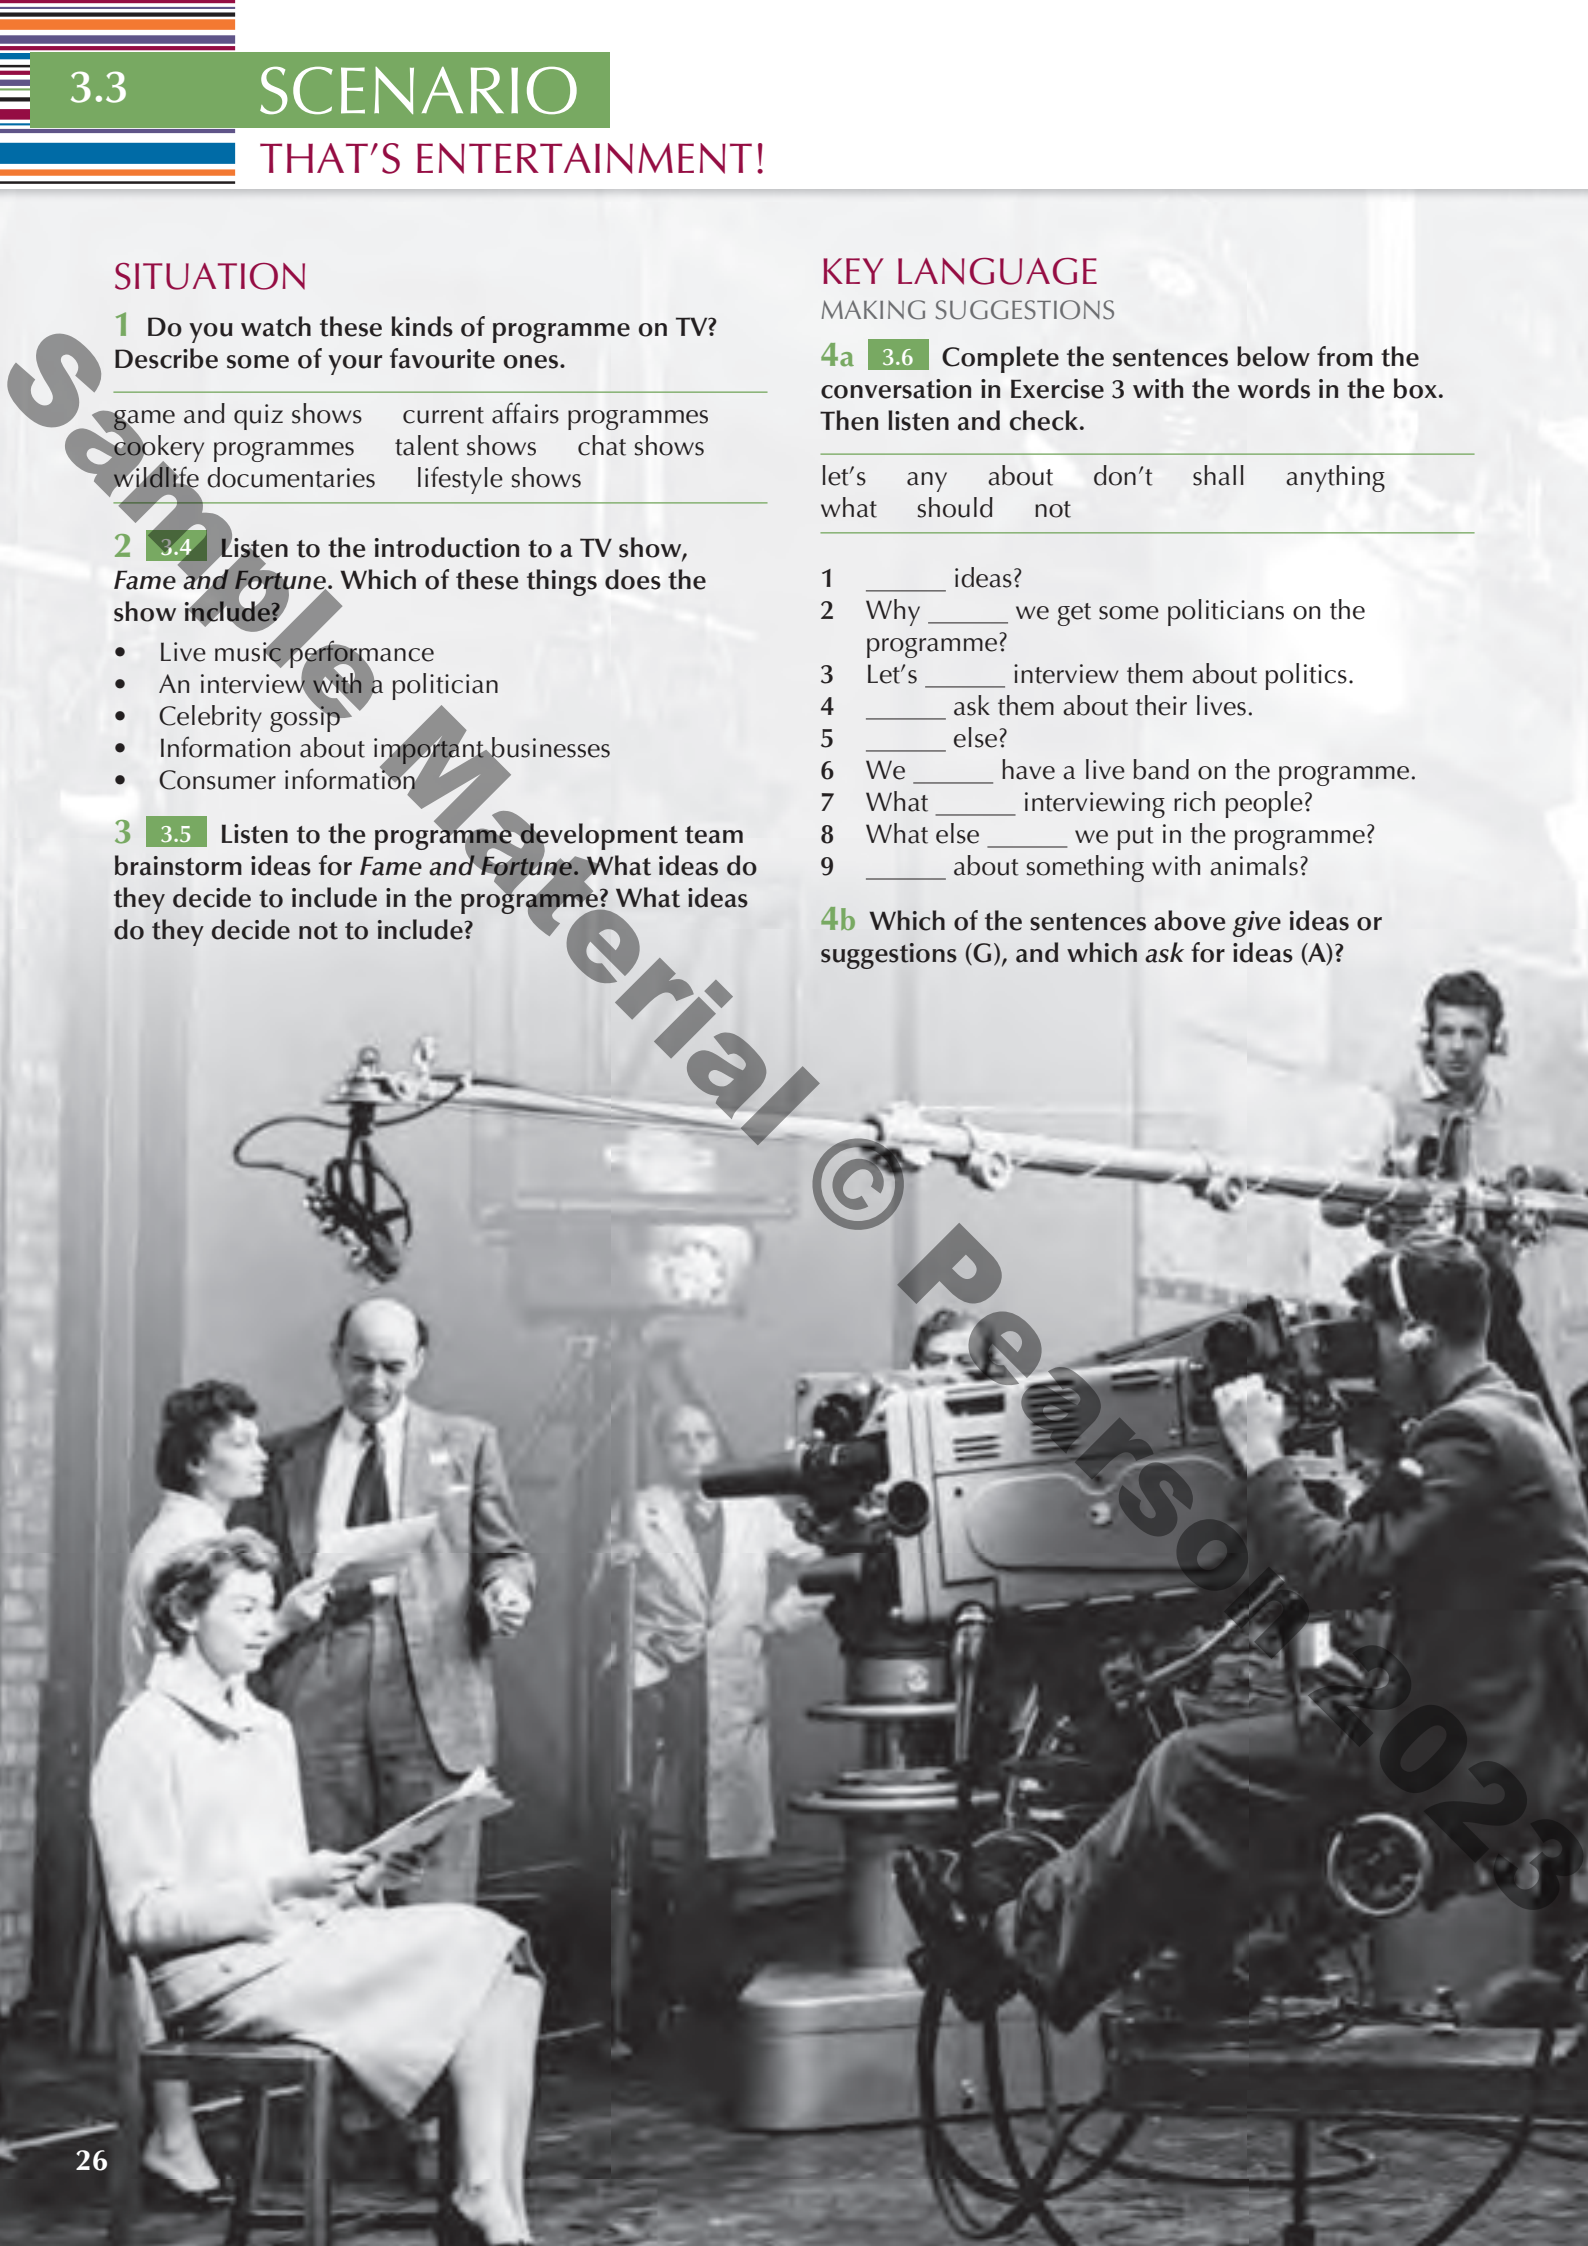 3.3 SCENARIO
THAT'S ENTERTAINMENT!
SITUATION
1 Do you watch these kinds of programme on TV?
Describe some of your favourite ones.
game and quiz shows current affairs programmes
cookery programmes talent shows chat shows
wildlife documentaries lifestyle shows
2 3.4 Listen to the introduction to a TV show,
Fame and Fortune. Which of these things does the
show include?
• Live music performance
• An interview with a politician
• Celebrity gossip
• Information about important businesses
• Consumer information
3 3.5 Listen to the programme development team
brainstorm ideas for Fame and Fortune. What ideas do
they decide to include in the programme? What ideas
do they decide not to include?
KEY LANGUAGE
MAKING SUGGESTIONS
4a 3.6 Complete the sentences below from the
conversation in Exercise 3 with the words in the box.
Then listen and check.
let's any about don't shall anything
what should not
1 ______ ideas?
2 Why ______ we get some politicians on the
programme?
3 Let's ______ interview them about politics.
4 ______ ask them about their lives.
5 ______ else?
6 We ______ have a live band on the programme.
7 What ______ interviewing rich people?
8 What else ______ we put in the programme?
9 ______ about something with animals?
4b Which of the sentences above give ideas or
suggestions (G), and which ask for ideas (A)?
Sample Material © Pearson 2023
26